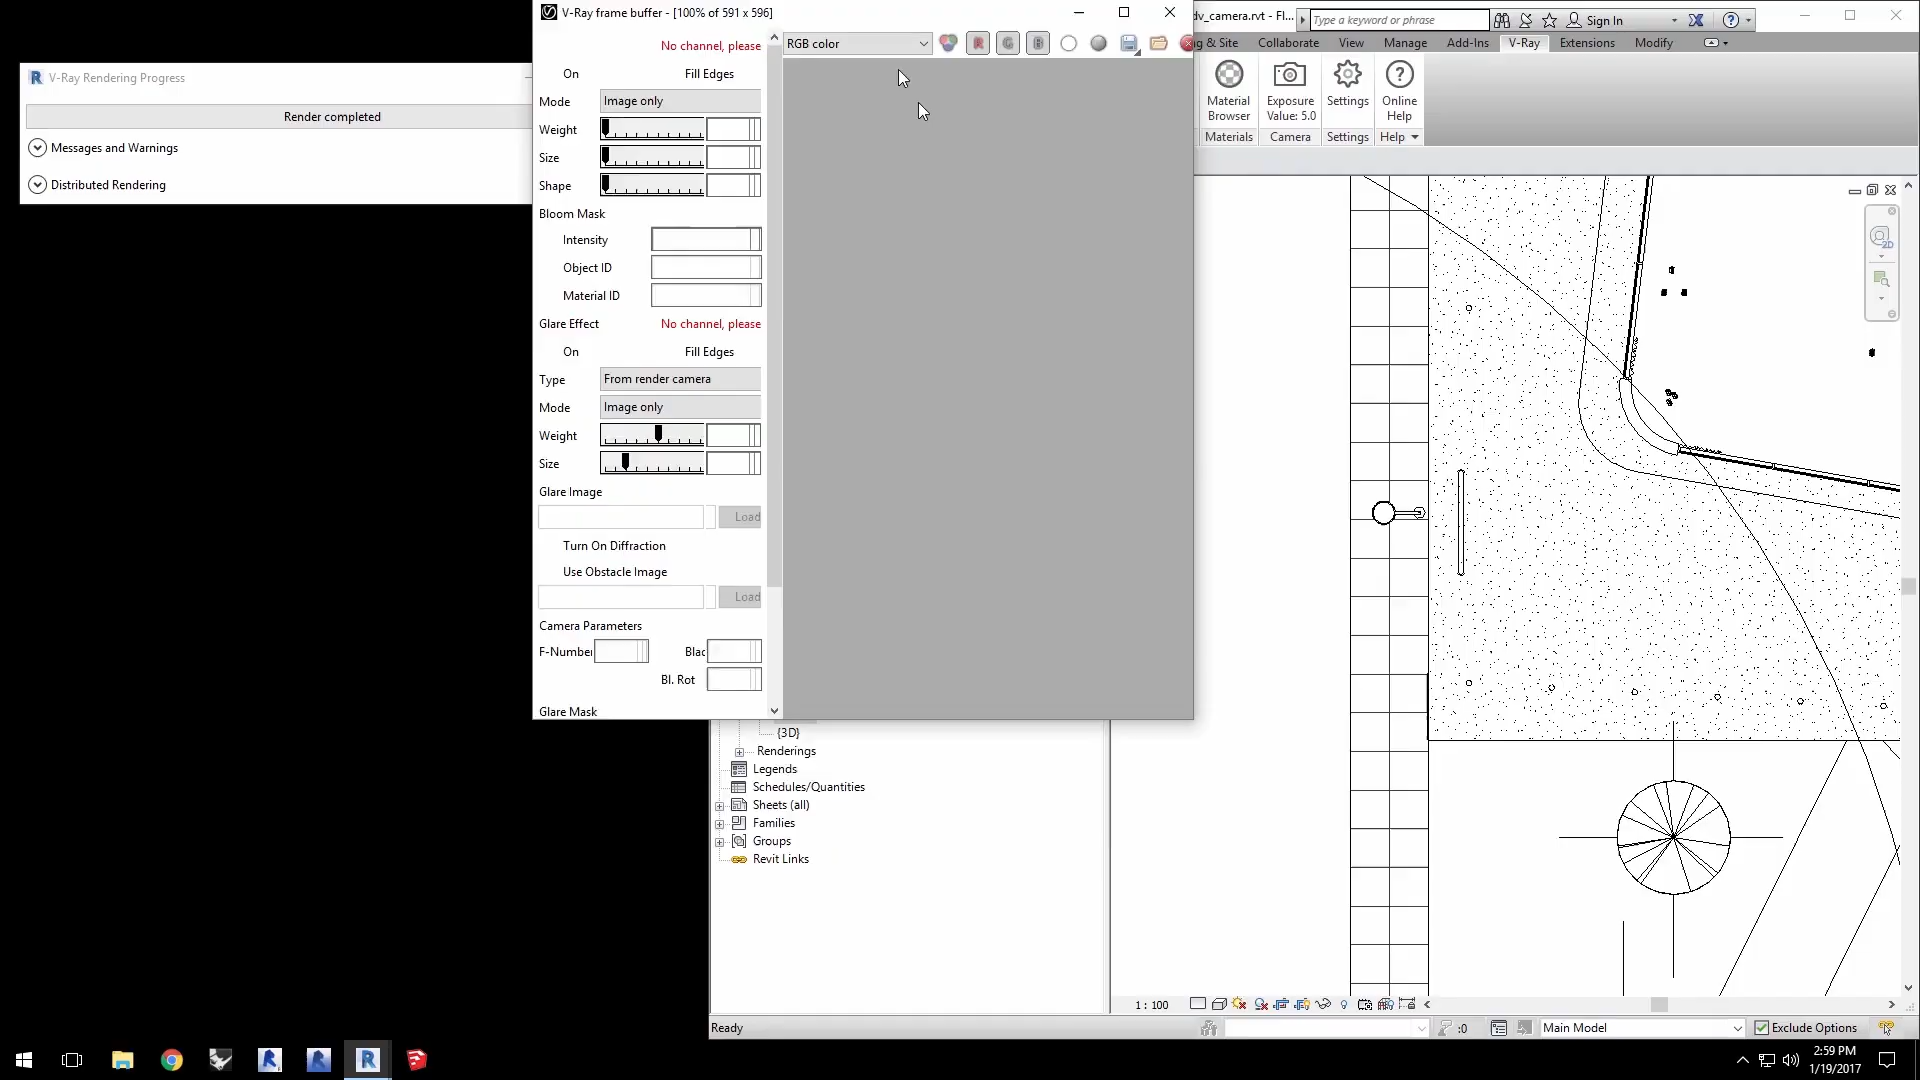 V-Ray Rendering Progress
Render completed
Messages and Warnings
Distributed Rendering
V-Ray frame buffer - [100% of 591 x 596]
No channel, please
On
Fill Edges
Mode
Image only
Weight
Size
Shape
Bloom Mask
Intensity
Object ID
Material ID
Glare Effect
No channel, please
On
Fill Edges
Type
From render camera
Mode
Image only
Weight
Size
Glare Image
Load
Turn On Diffraction
Use Obstacle Image
Load
Camera Parameters
F-Number
Blac
Bl. Rot
Glare Mask
RGB color
R
G
B
dv_camera.rvt - Fl...
Type a keyword or phrase
Sign In
g & Site
Collaborate
View
Manage
Add-Ins
V-Ray
Extensions
Modify
Material Browser
Exposure Value: 5.0
Settings
Online Help
Materials
Camera
Settings
Help
2D
{3D}
Renderings
Legends
Schedules/Quantities
Sheets (all)
Families
Groups
Revit Links
1 : 100
Ready
:0
Main Model
Exclude Options
2:59 PM
1/19/2017